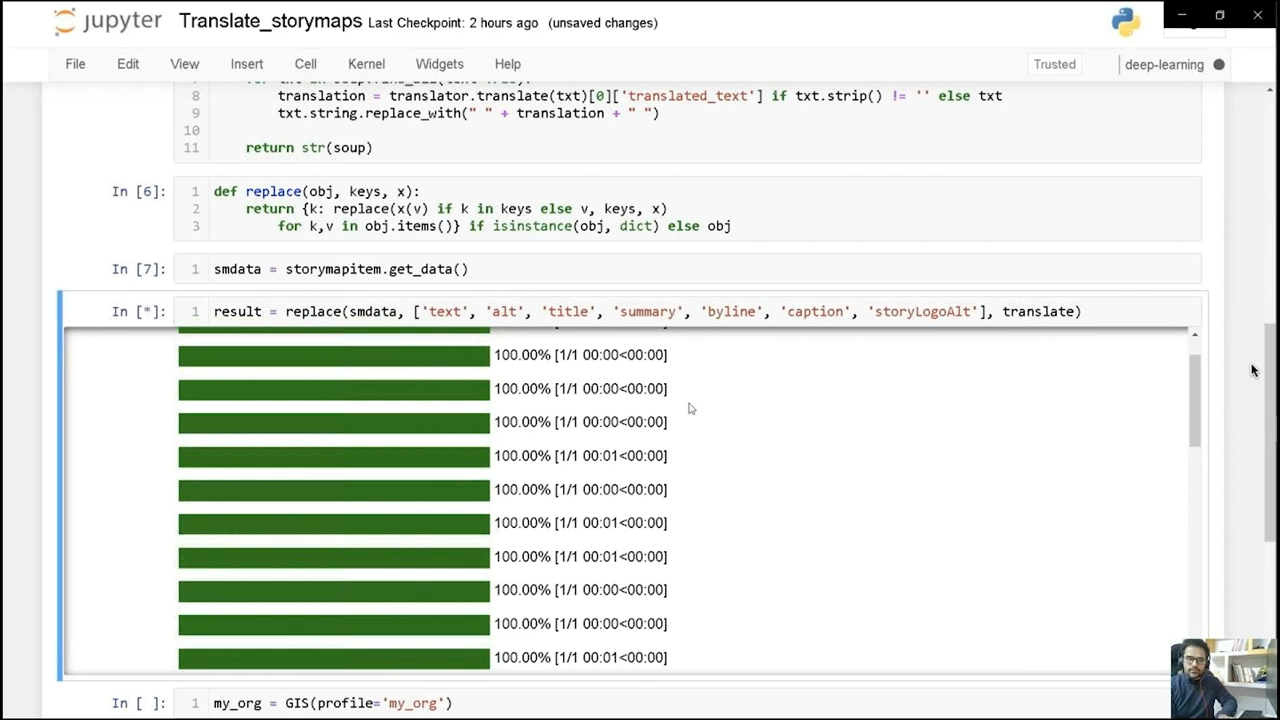 jupyter Translate_storymaps Last Checkpoint: 2 hours ago (unsaved changes)
File Edit View Insert Cell Kernel Widgets Help Trusted deep-learning
8 translation = translator.translate(txt)[0]['translated_text'] if txt.strip() != '' else txt
9 txt.string.replace_with(" " + translation + " ")
10
11 return str(soup)
In [6]: 1 def replace(obj, keys, x):
2 return {k: replace(x(v) if k in keys else v, keys, x)
3 for k,v in obj.items()} if isinstance(obj, dict) else obj
In [7]: 1 smdata = storymapitem.get_data()
In [*]: 1 result = replace(smdata, ['text', 'alt', 'title', 'summary', 'byline', 'caption', 'storyLogoAlt'], translate)
100.00% [1/1 00:00<00:00]
100.00% [1/1 00:00<00:00]
100.00% [1/1 00:00<00:00]
100.00% [1/1 00:01<00:00]
100.00% [1/1 00:00<00:00]
100.00% [1/1 00:01<00:00]
100.00% [1/1 00:01<00:00]
100.00% [1/1 00:00<00:00]
100.00% [1/1 00:00<00:00]
100.00% [1/1 00:01<00:00]
In [ ]: 1 my_org = GIS(profile='my_org')